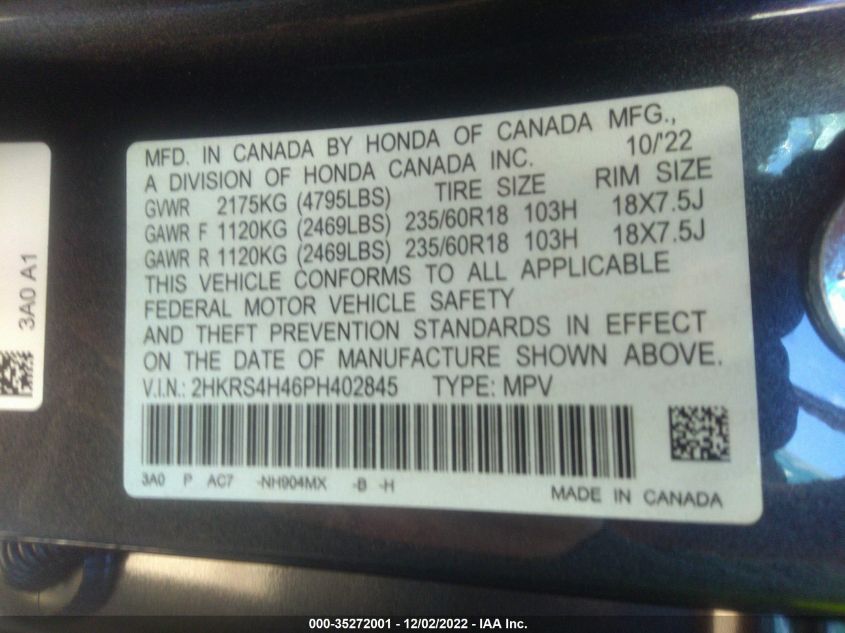 MFD. IN CANADA BY HONDA OF CANADA MFG.,
A DIVISION OF HONDA CANADA INC. 10/'22
GVWR 2175KG (4795LBS) TIRE SIZE RIM SIZE
GAWR F 1120KG (2469LBS) 235/60R18 103H 18X7.5J
GAWR R 1120KG (2469LBS) 235/60R18 103H 18X7.5J
THIS VEHICLE CONFORMS TO ALL APPLICABLE
FEDERAL MOTOR VEHICLE SAFETY
AND THEFT PREVENTION STANDARDS IN EFFECT
ON THE DATE OF MANUFACTURE SHOWN ABOVE.
V.I.N.: 2HKRS4H46PH402845 TYPE: MPV
3A0 P AC7 -NH904MX -B -H
MADE IN CANADA
3A0 A1
000-35272001 - 12/02/2022 - IAA Inc.